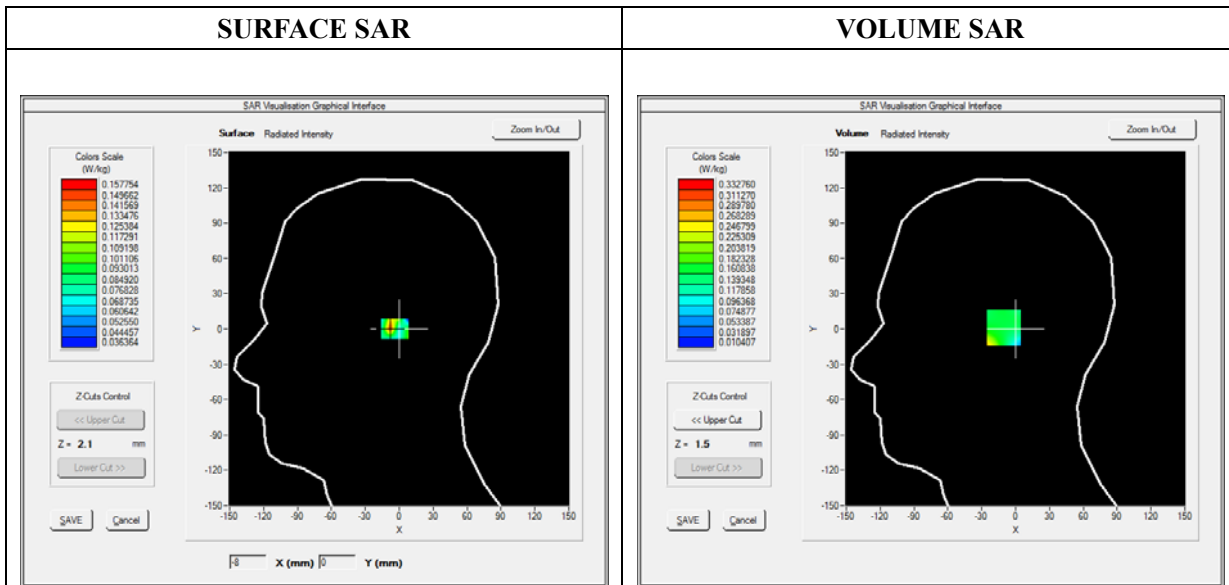 SURFACE SAR
VOLUME SAR
SAR Visualisation Graphical Interface
Surface Radiated Intensity
Zoom In/Out
Colors Scale
(W/kg)
0.157754
0.149662
0.141569
0.133476
0.125384
0.117291
0.109198
0.101106
0.093013
0.084920
0.076828
0.068735
0.060642
0.052550
0.044457
0.036364
Z-Cuts Control
<< Upper Cut
Z = 2.1 mm
Lower Cut >>
SAVE Cancel
150
120
90
60
30
0
-30
-60
-90
-120
-150
Y
-150 -120 -90 -60 -30 0 30 60 90 120 150
X
-8 X (mm) 0 Y (mm)
SAR Visualisation Graphical Interface
Volume Radiated Intensity
Zoom In/Out
Colors Scale
(W/kg)
0.332760
0.311270
0.289780
0.268289
0.246799
0.225309
0.203819
0.182328
0.160838
0.139348
0.117858
0.096368
0.074877
0.053387
0.031897
0.010407
Z-Cuts Control
<< Upper Cut
Z = 1.5 mm
Lower Cut >>
SAVE Cancel
150
120
90
60
30
0
-30
-60
-90
-120
-150
Y
-150 -120 -90 -60 -30 0 30 60 90 120 150
X